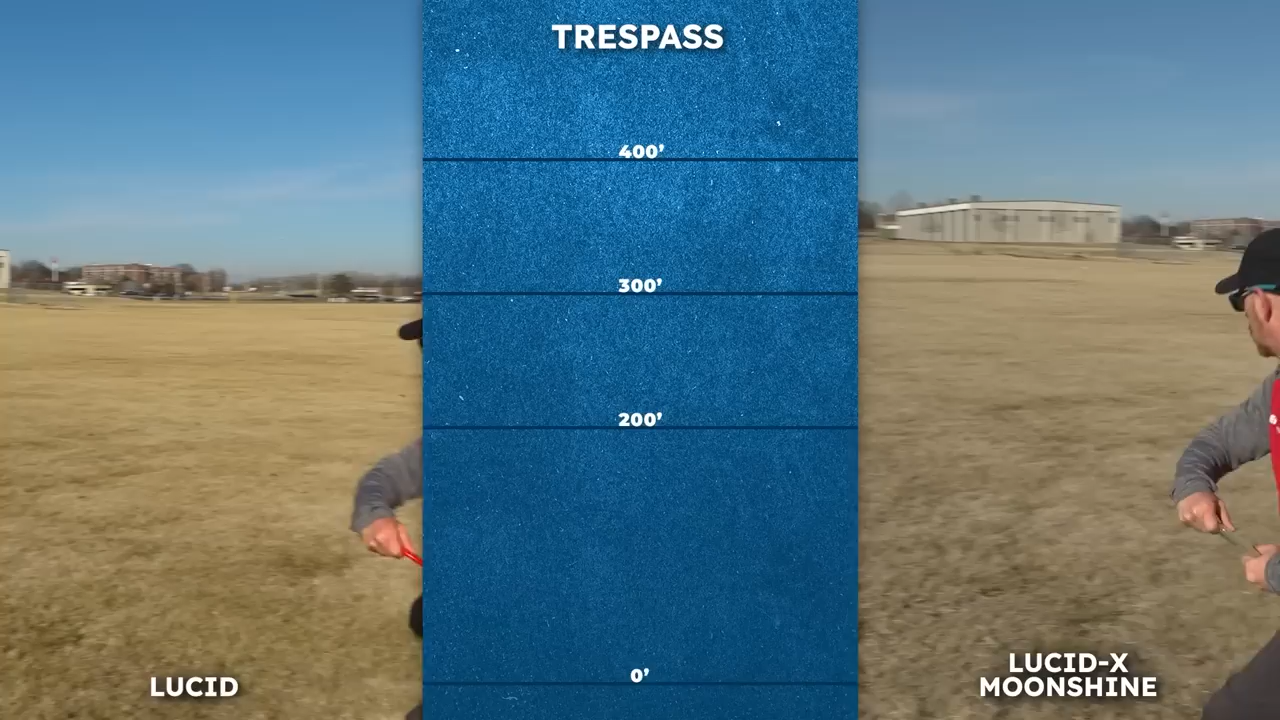 TRESPASS
400’
300’
200’
0’
LUCID
LUCID-X
MOONSHINE